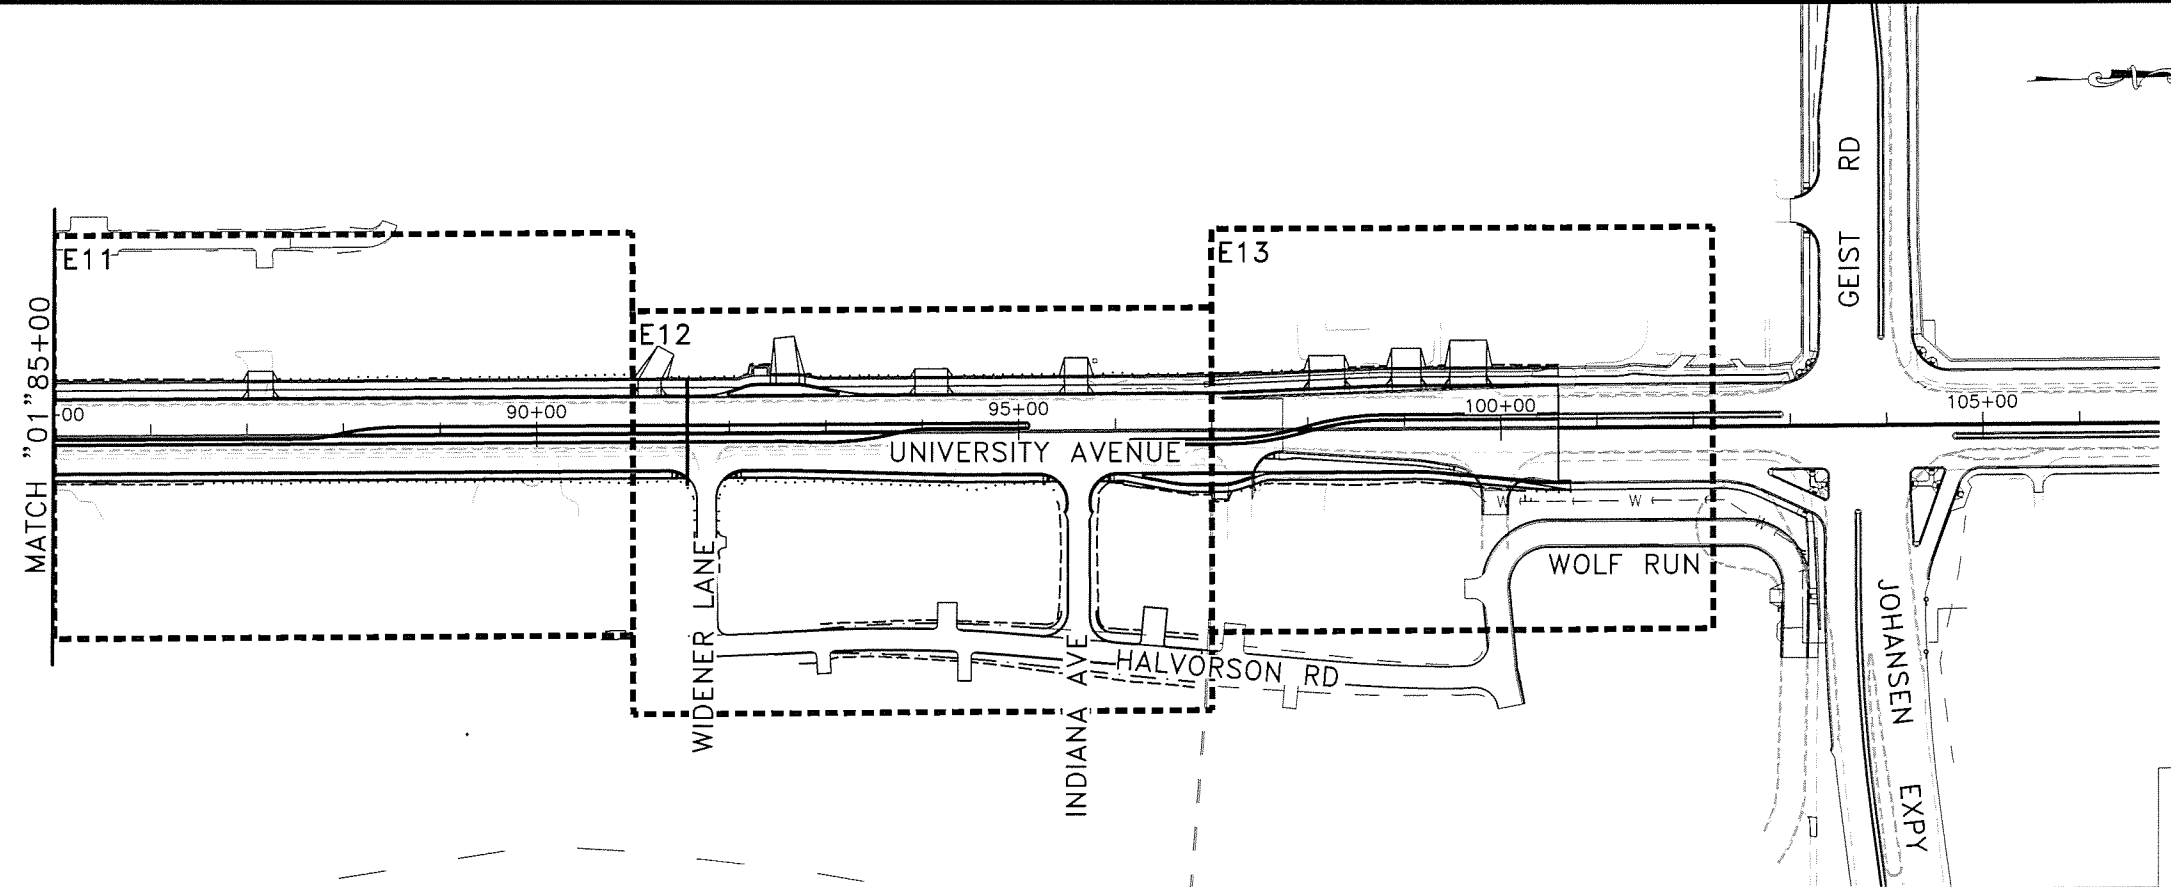 E11
E12
E13
MATCH "01"85+00
-00
90+00
95+00
100+00
105+00
UNIVERSITY AVENUE
GEIST RD
W
W
W
WOLF RUN
WIDENER LANE
INDIANA AVE
HALVORSON RD
JOHANSEN EXPY